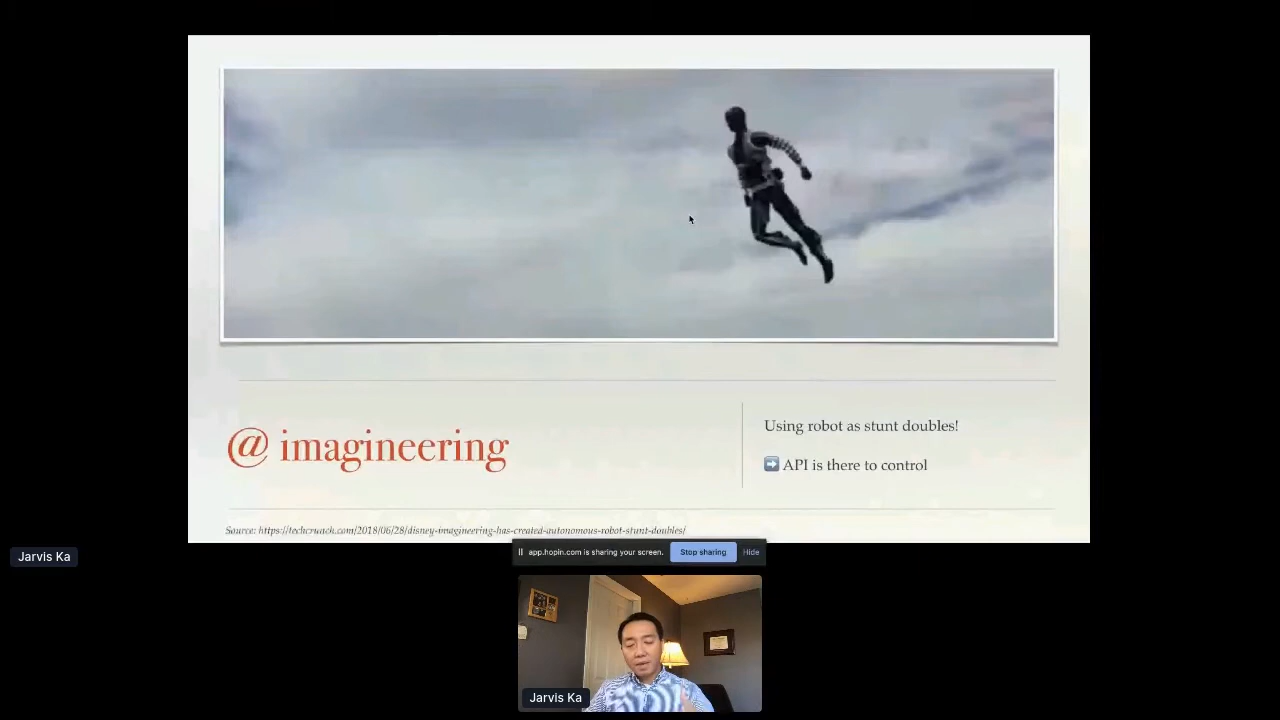 @ imagineering
Using robot as stunt doubles!
➡ API is there to control
Source: https://techcrunch.com/2018/06/28/disney-imagineering-has-created-autonomous-robot-stunt-doubles/
Jarvis Ka
app.hopin.com is sharing your screen.
Stop sharing
Hide
Jarvis Ka